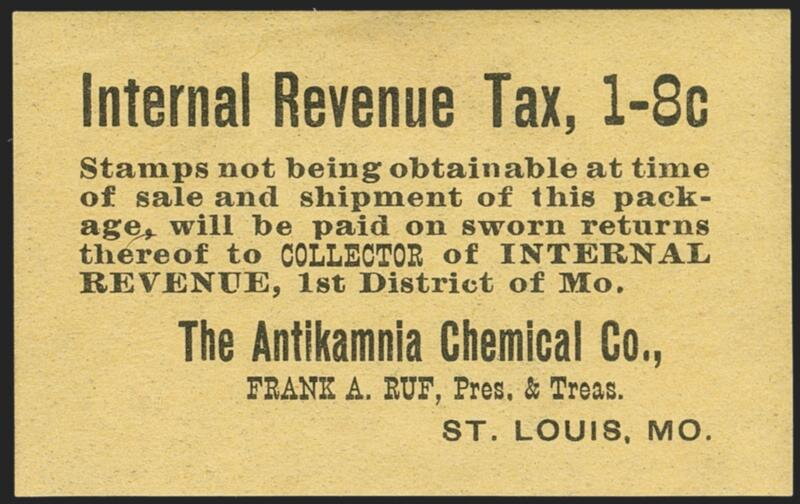 Internal Revenue Tax, 1-8c
Stamps not being obtainable at time
of sale and shipment of this pack-
age, will be paid on sworn returns
thereof to COLLECTOR of INTERNAL
REVENUE, 1st District of Mo.
The Antikamnia Chemical Co.,
FRANK A. RUF, Pres. & Treas.
ST. LOUIS, MO.